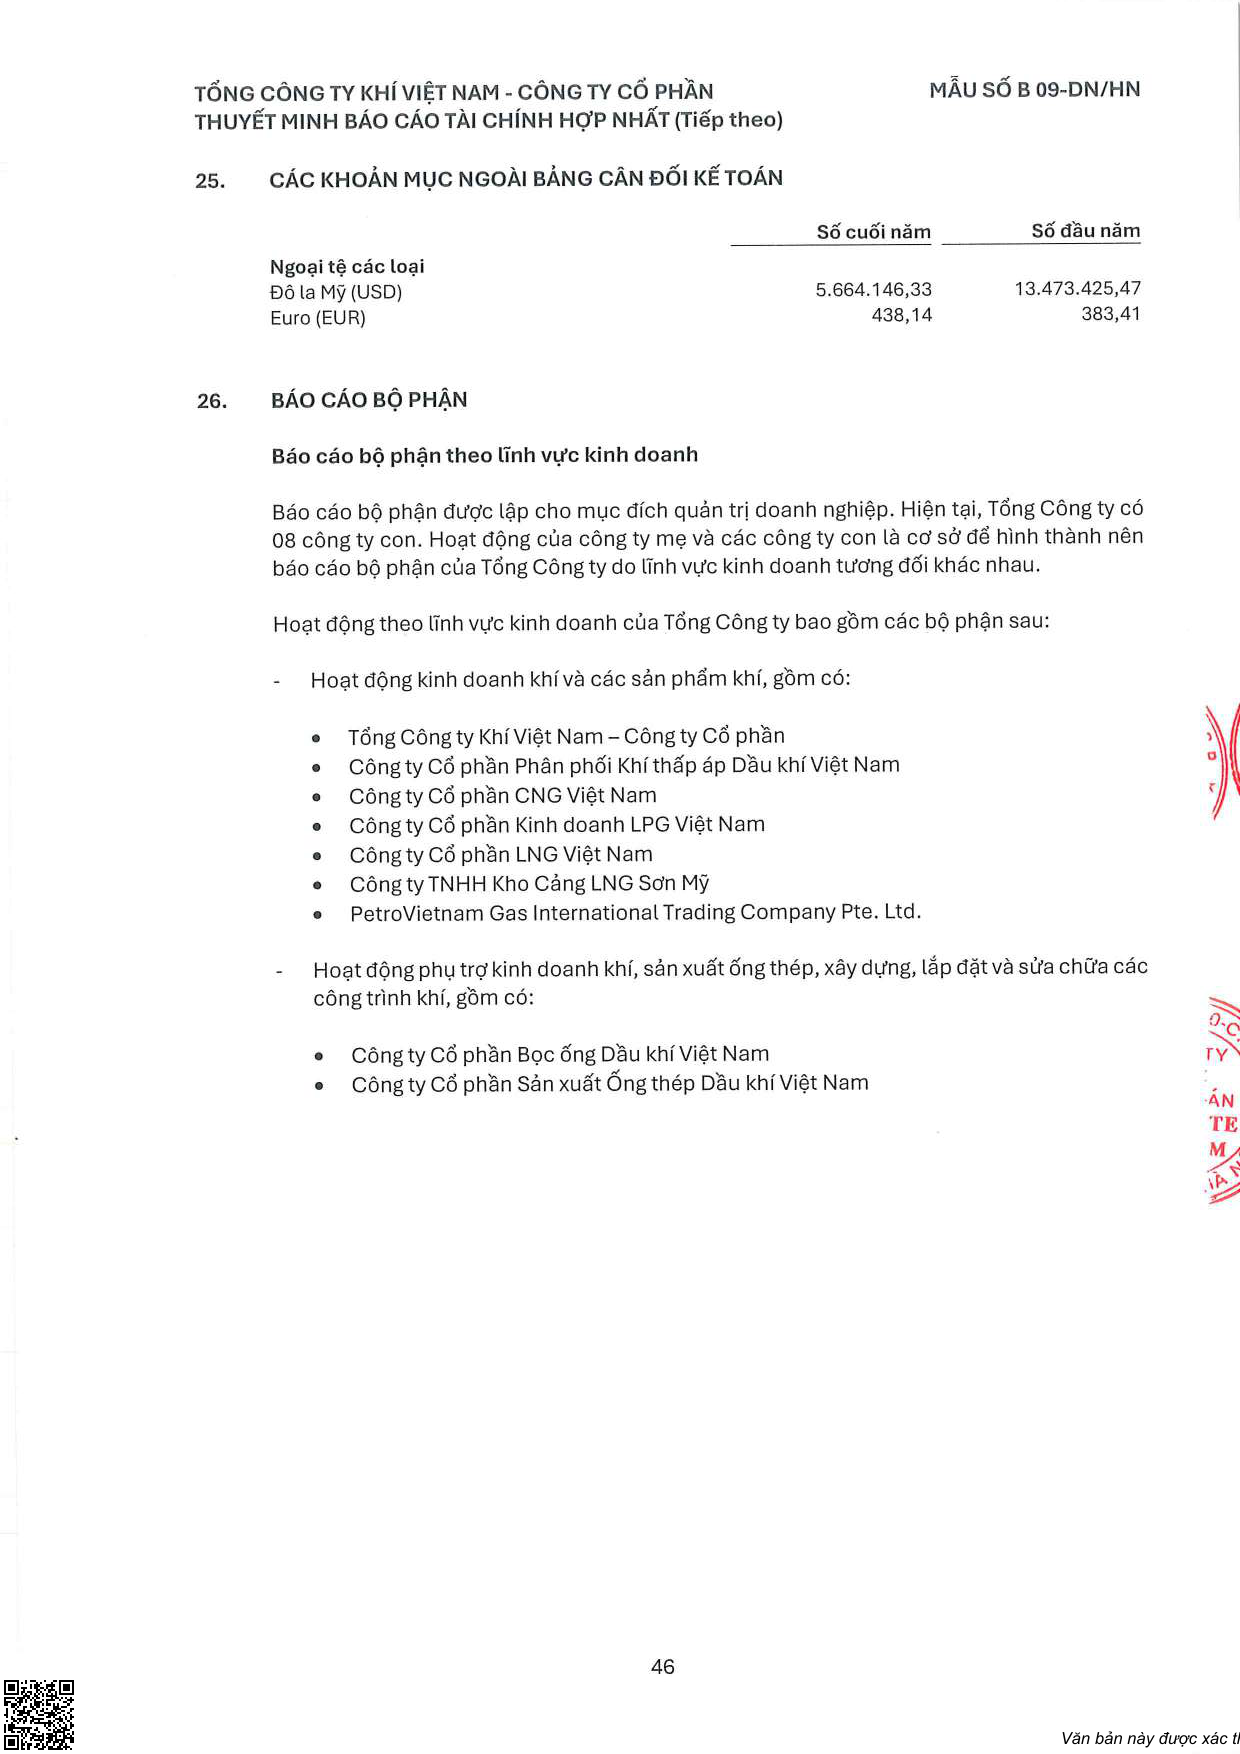 TỔNG CÔNG TY KHÍ VIỆT NAM - CÔNG TY CỔ PHẦN
MẪU SỐ B 09-DN/HN
THUYẾT MINH BÁO CÁO TÀI CHÍNH HỢP NHẤT (Tiếp theo)
25. CÁC KHOẢN MỤC NGOÀI BẢNG CÂN ĐỐI KẾ TOÁN
Số cuối năm Số đầu năm
Ngoại tệ các loại
Đô la Mỹ (USD) 5.664.146,33 13.473.425,47
Euro (EUR) 438,14 383,41
26. BÁO CÁO BỘ PHẬN
Báo cáo bộ phận theo lĩnh vực kinh doanh
Báo cáo bộ phận được lập cho mục đích quản trị doanh nghiệp. Hiện tại, Tổng Công ty có
08 công ty con. Hoạt động của công ty mẹ và các công ty con là cơ sở để hình thành nên
báo cáo bộ phận của Tổng Công ty do lĩnh vực kinh doanh tương đối khác nhau.
Hoạt động theo lĩnh vực kinh doanh của Tổng Công ty bao gồm các bộ phận sau:
- Hoạt động kinh doanh khí và các sản phẩm khí, gồm có:
• Tổng Công ty Khí Việt Nam – Công ty Cổ phần
• Công ty Cổ phần Phân phối Khí thấp áp Dầu khí Việt Nam
• Công ty Cổ phần CNG Việt Nam
• Công ty Cổ phần Kinh doanh LPG Việt Nam
• Công ty Cổ phần LNG Việt Nam
• Công ty TNHH Kho Cảng LNG Sơn Mỹ
• PetroVietnam Gas International Trading Company Pte. Ltd.
- Hoạt động phụ trợ kinh doanh khí, sản xuất ống thép, xây dựng, lắp đặt và sửa chữa các
công trình khí, gồm có:
• Công ty Cổ phần Bọc ống Dầu khí Việt Nam
• Công ty Cổ phần Sản xuất Ống thép Dầu khí Việt Nam
TY
ÁN
TE
M
46
Văn bản này được xác th